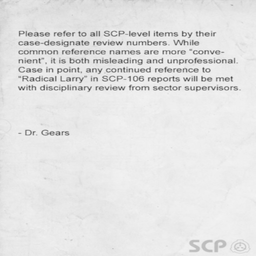 Please refer to all SCP-level items by their
case-designate review numbers. While
common reference names are more "conve-
nient", it is both misleading and unprofessional.
Case in point, any continued reference to
"Radical Larry" in SCP-106 reports will be met
with disciplinary review from sector supervisors.
- Dr. Gears
SCP